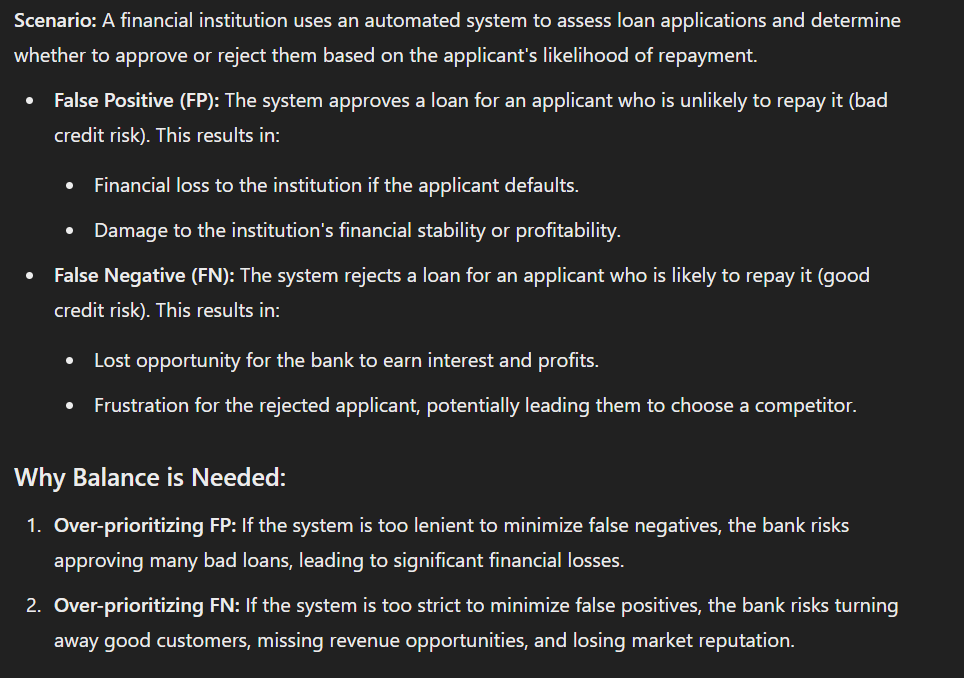 Scenario: A financial institution uses an automated system to assess loan applications and determine
whether to approve or reject them based on the applicant's likelihood of repayment.
• False Positive (FP): The system approves a loan for an applicant who is unlikely to repay it (bad
credit risk). This results in:
• Financial loss to the institution if the applicant defaults.
• Damage to the institution's financial stability or profitability.
• False Negative (FN): The system rejects a loan for an applicant who is likely to repay it (good
credit risk). This results in:
• Lost opportunity for the bank to earn interest and profits.
• Frustration for the rejected applicant, potentially leading them to choose a competitor.
Why Balance is Needed:
1. Over-prioritizing FP: If the system is too lenient to minimize false negatives, the bank risks
approving many bad loans, leading to significant financial losses.
2. Over-prioritizing FN: If the system is too strict to minimize false positives, the bank risks turning
away good customers, missing revenue opportunities, and losing market reputation.